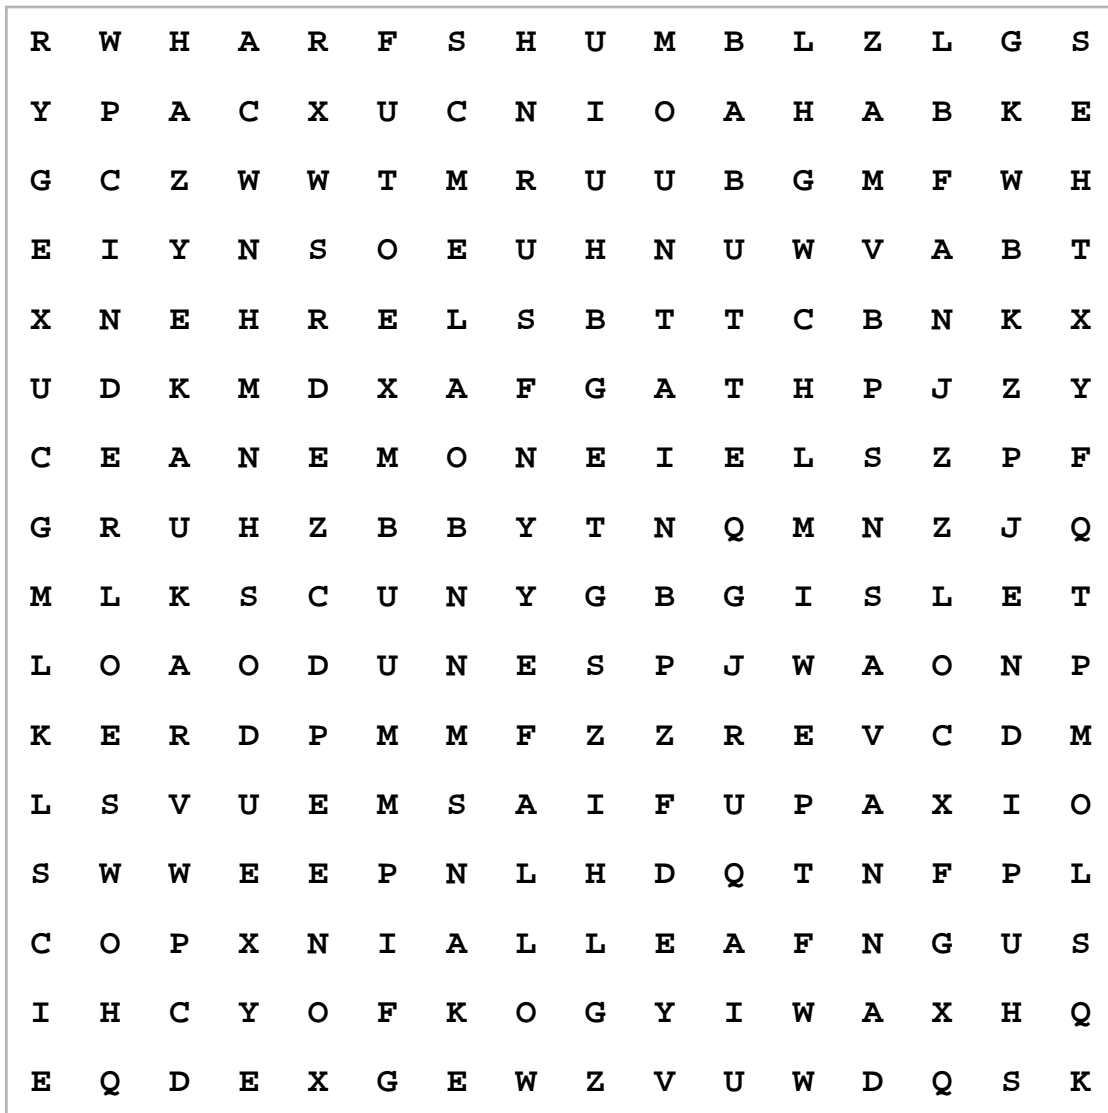 R W H A R F S H U M B L Z L G S
Y P A C X U C N I O A H A B K E
G C Z W W T M R U U B G M F W H
E I Y N S O E U H N U W V A B T
X N E H R E L S B T T C B N K X
U D K M D X A F G A T H P J Z Y
C E A N E M O N E I E L S Z P F
G R U H Z B B Y T N Q M N Z J Q
M L K S C U N Y G B G I S L E T
L O A O D U N E S P J W A O N P
K E R D P M M F Z Z R E V C D M
L S V U E M S A I F U P A X I O
S W W E E P N L H D Q T N F P L
C O P X N I A L L E A F N G U S
I H C Y O F K O G Y I W A X H Q
E Q D E X G E W Z V U W D Q S K